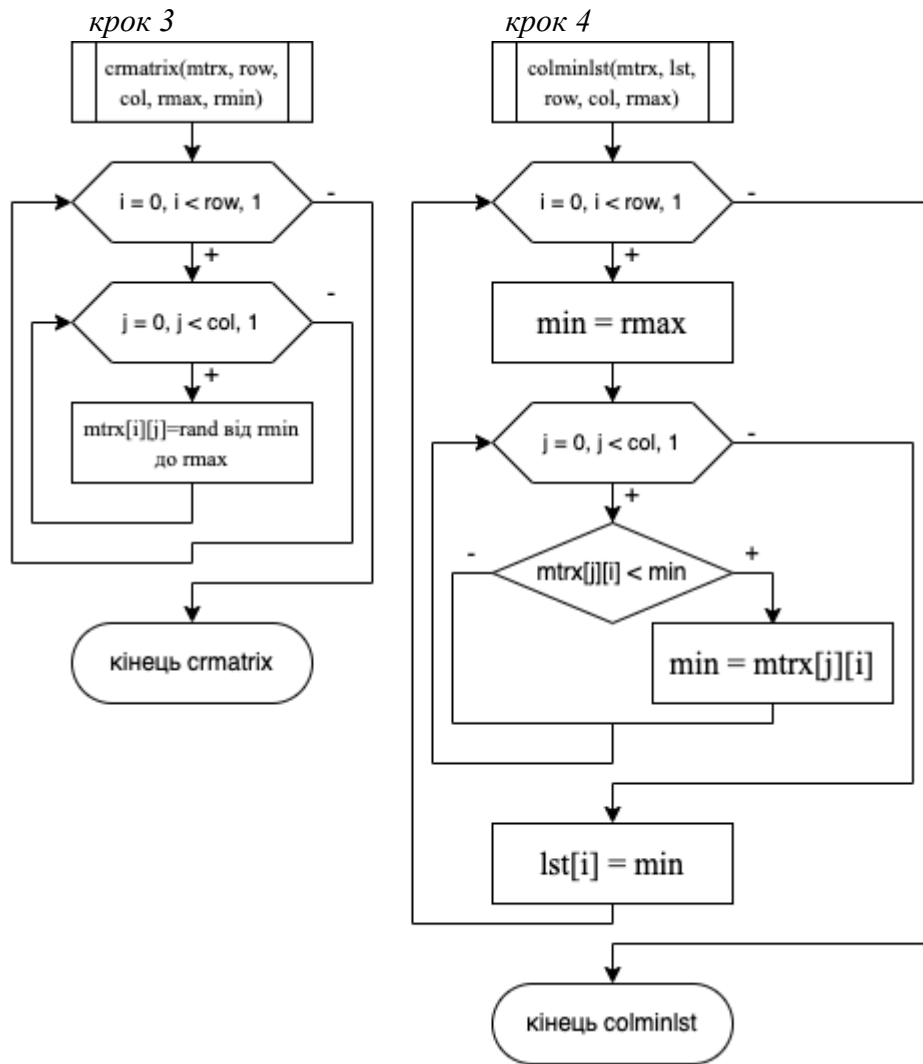 крок 3
crmatrix(mtrx, row,
col, rmax, rmin)
i = 0, i < row, 1
-
+
j = 0, j < col, 1
-
+
mtrx[i][j]=rand від rmin
до rmax
кінець crmatrix
крок 4
colminlst(mtrx, lst,
row, col, rmax)
i = 0, i < row, 1
-
+
min = rmax
j = 0, j < col, 1
-
+
-
mtrx[j][i] < min
+
min = mtrx[j][i]
lst[i] = min
кінець colminlst